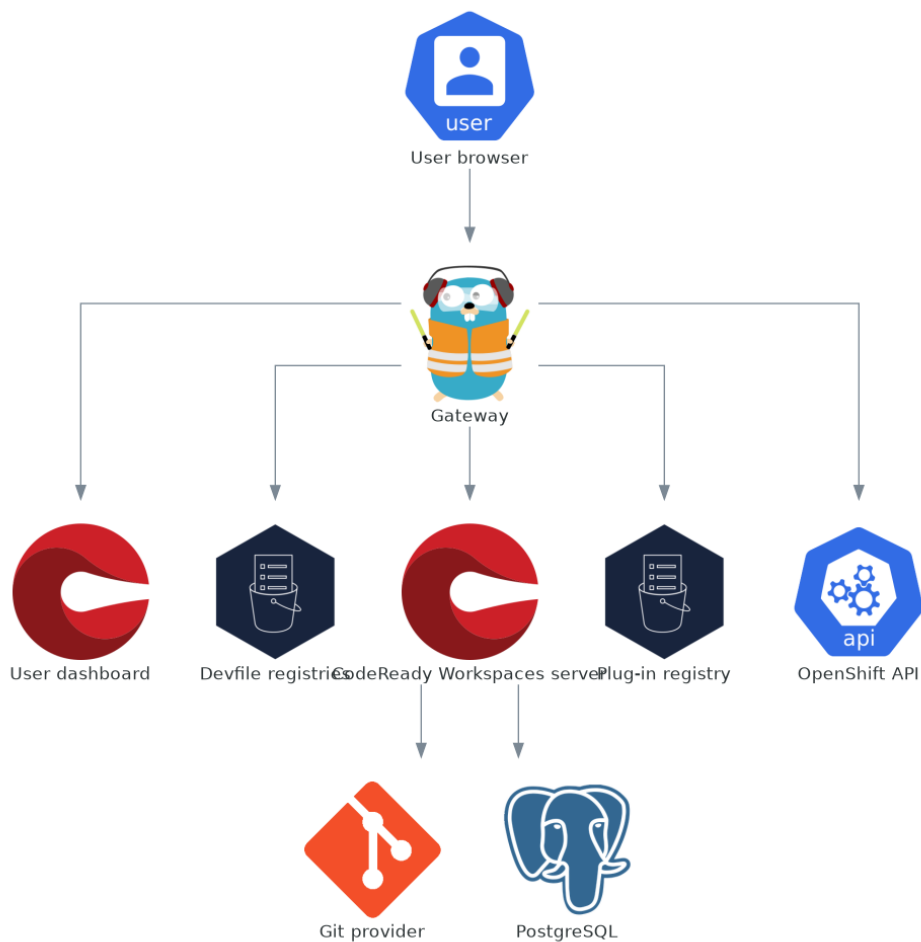 user
User browser
Gateway
User dashboard
Devfile registries
CodeReady Workspaces server
Plug-in registry
api
OpenShift API
Git provider
PostgreSQL